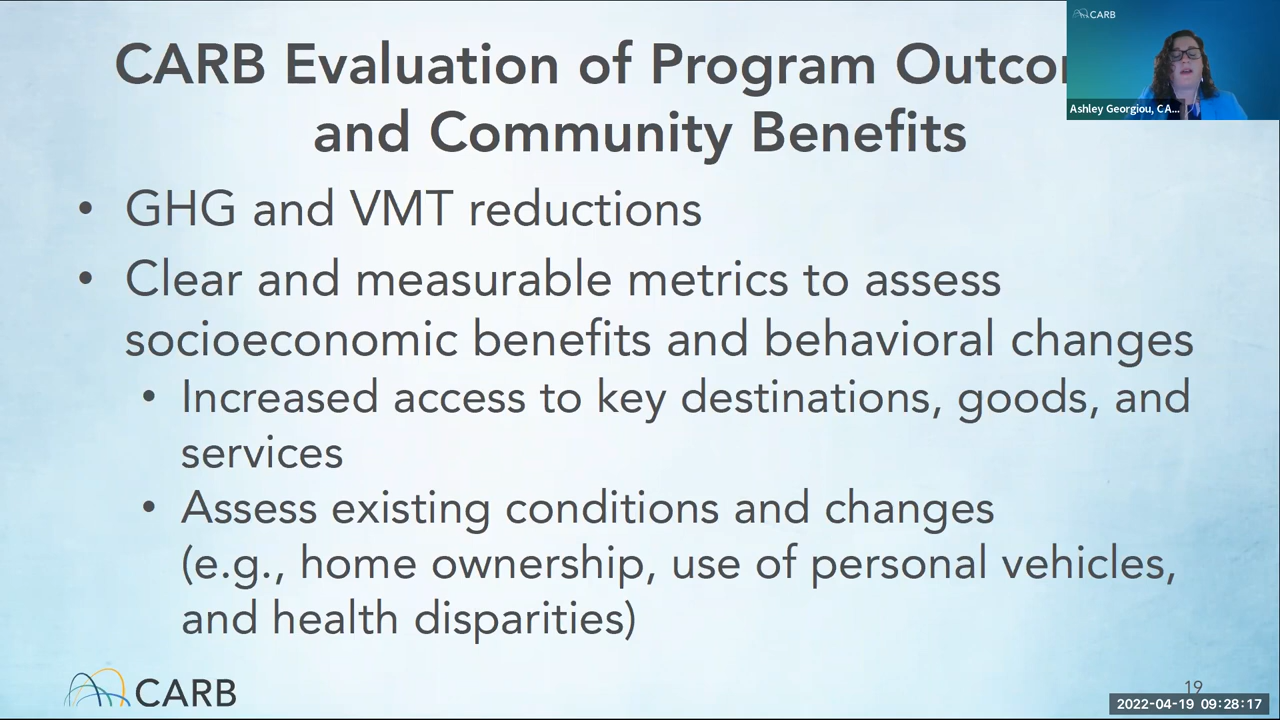 CARB Evaluation of Program Outco
and Community Benefits
• GHG and VMT reductions
• Clear and measurable metrics to assess
socioeconomic benefits and behavioral changes
• Increased access to key destinations, goods, and
services
• Assess existing conditions and changes
(e.g., home ownership, use of personal vehicles,
and health disparities)
CARB
19
CARB
Ashley Georgiou, CA...
2022-04-19 09:28:17